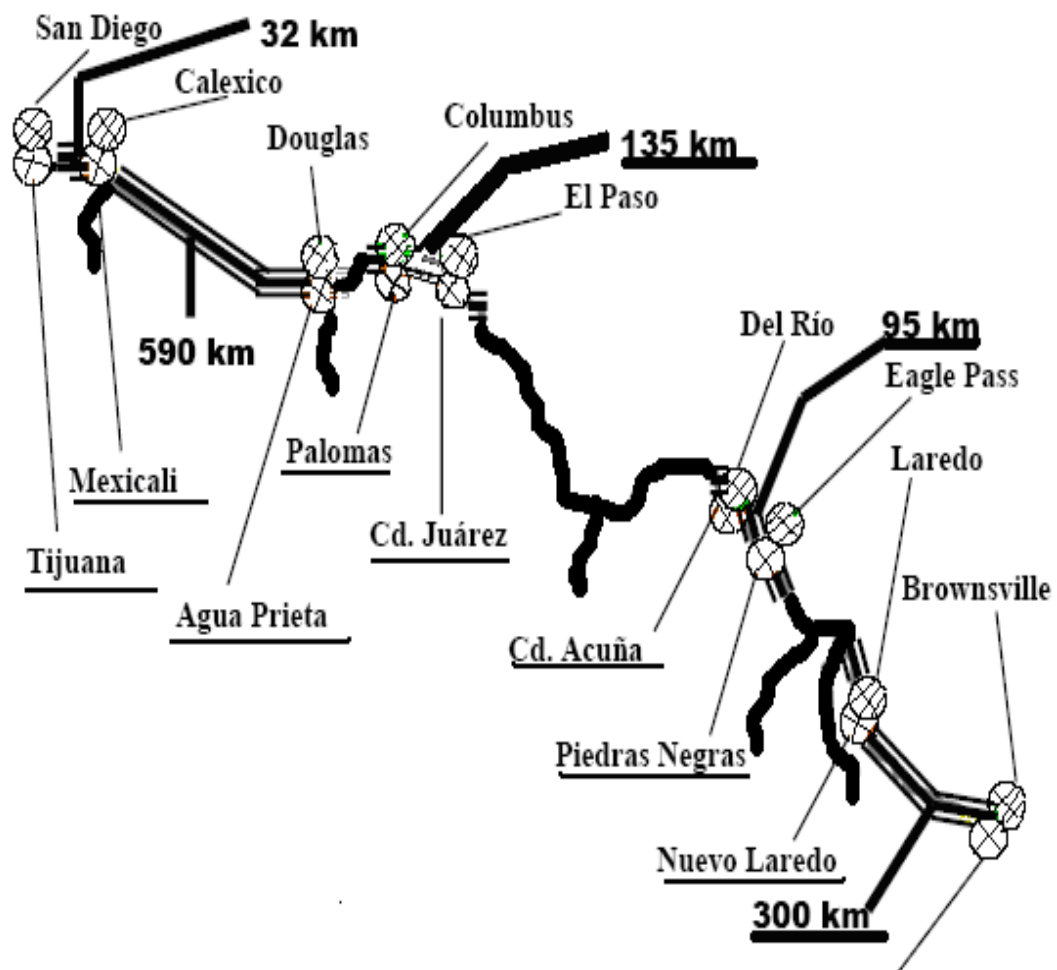 San Diego
32 km
Calexico
Columbus
Douglas
135 km
El Paso
Del Río
95 km
590 km
Eagle Pass
Palomas
Laredo
Mexicali
Cd. Juárez
Tijuana
Brownsville
Agua Prieta
Cd. Acuña
Piedras Negras
Nuevo Laredo
300 km